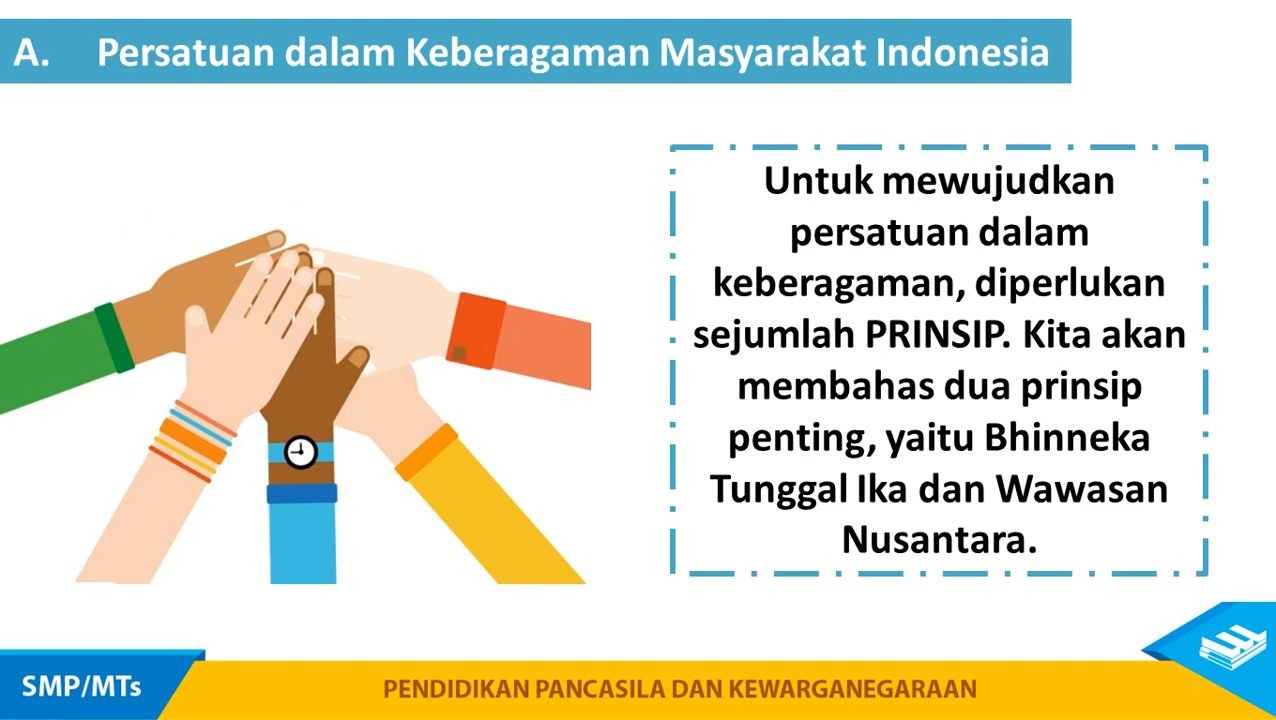 A. Persatuan dalam Keberagaman Masyarakat Indonesia
Untuk mewujudkan
persatuan dalam
keberagaman, diperlukan
sejumlah PRINSIP. Kita akan
membahas dua prinsip
penting, yaitu Bhinneka
Tunggal Ika dan Wawasan
Nusantara.
SMP/MTs
PENDIDIKAN PANCASILA DAN KEWARGANEGARAAN